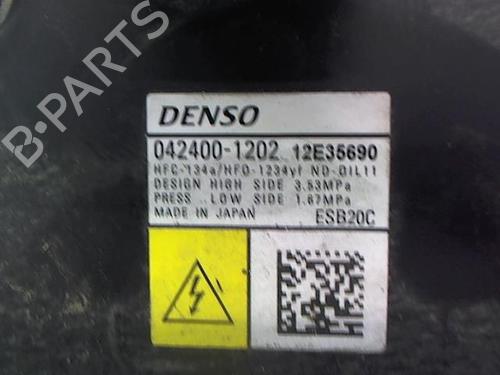 B-PARTS
DENSO
042400-1202 12E35690
HFC-134a/HFO-1234yf ND-OIL11
DESIGN HIGH SIDE 3.53MPa
PRESS. LOW SIDE 1.67MPa
MADE IN JAPAN ESB20C